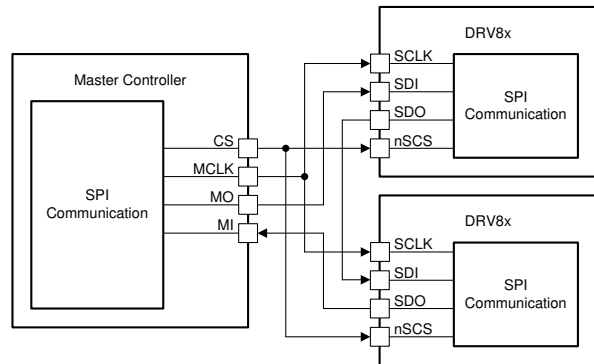 Master Controller
SPI
Communication
CS
MCLK
MO
MI
DRV8x
SCLK
SDI
SDO
nSCS
SPI
Communication
DRV8x
SCLK
SDI
SDO
nSCS
SPI
Communication